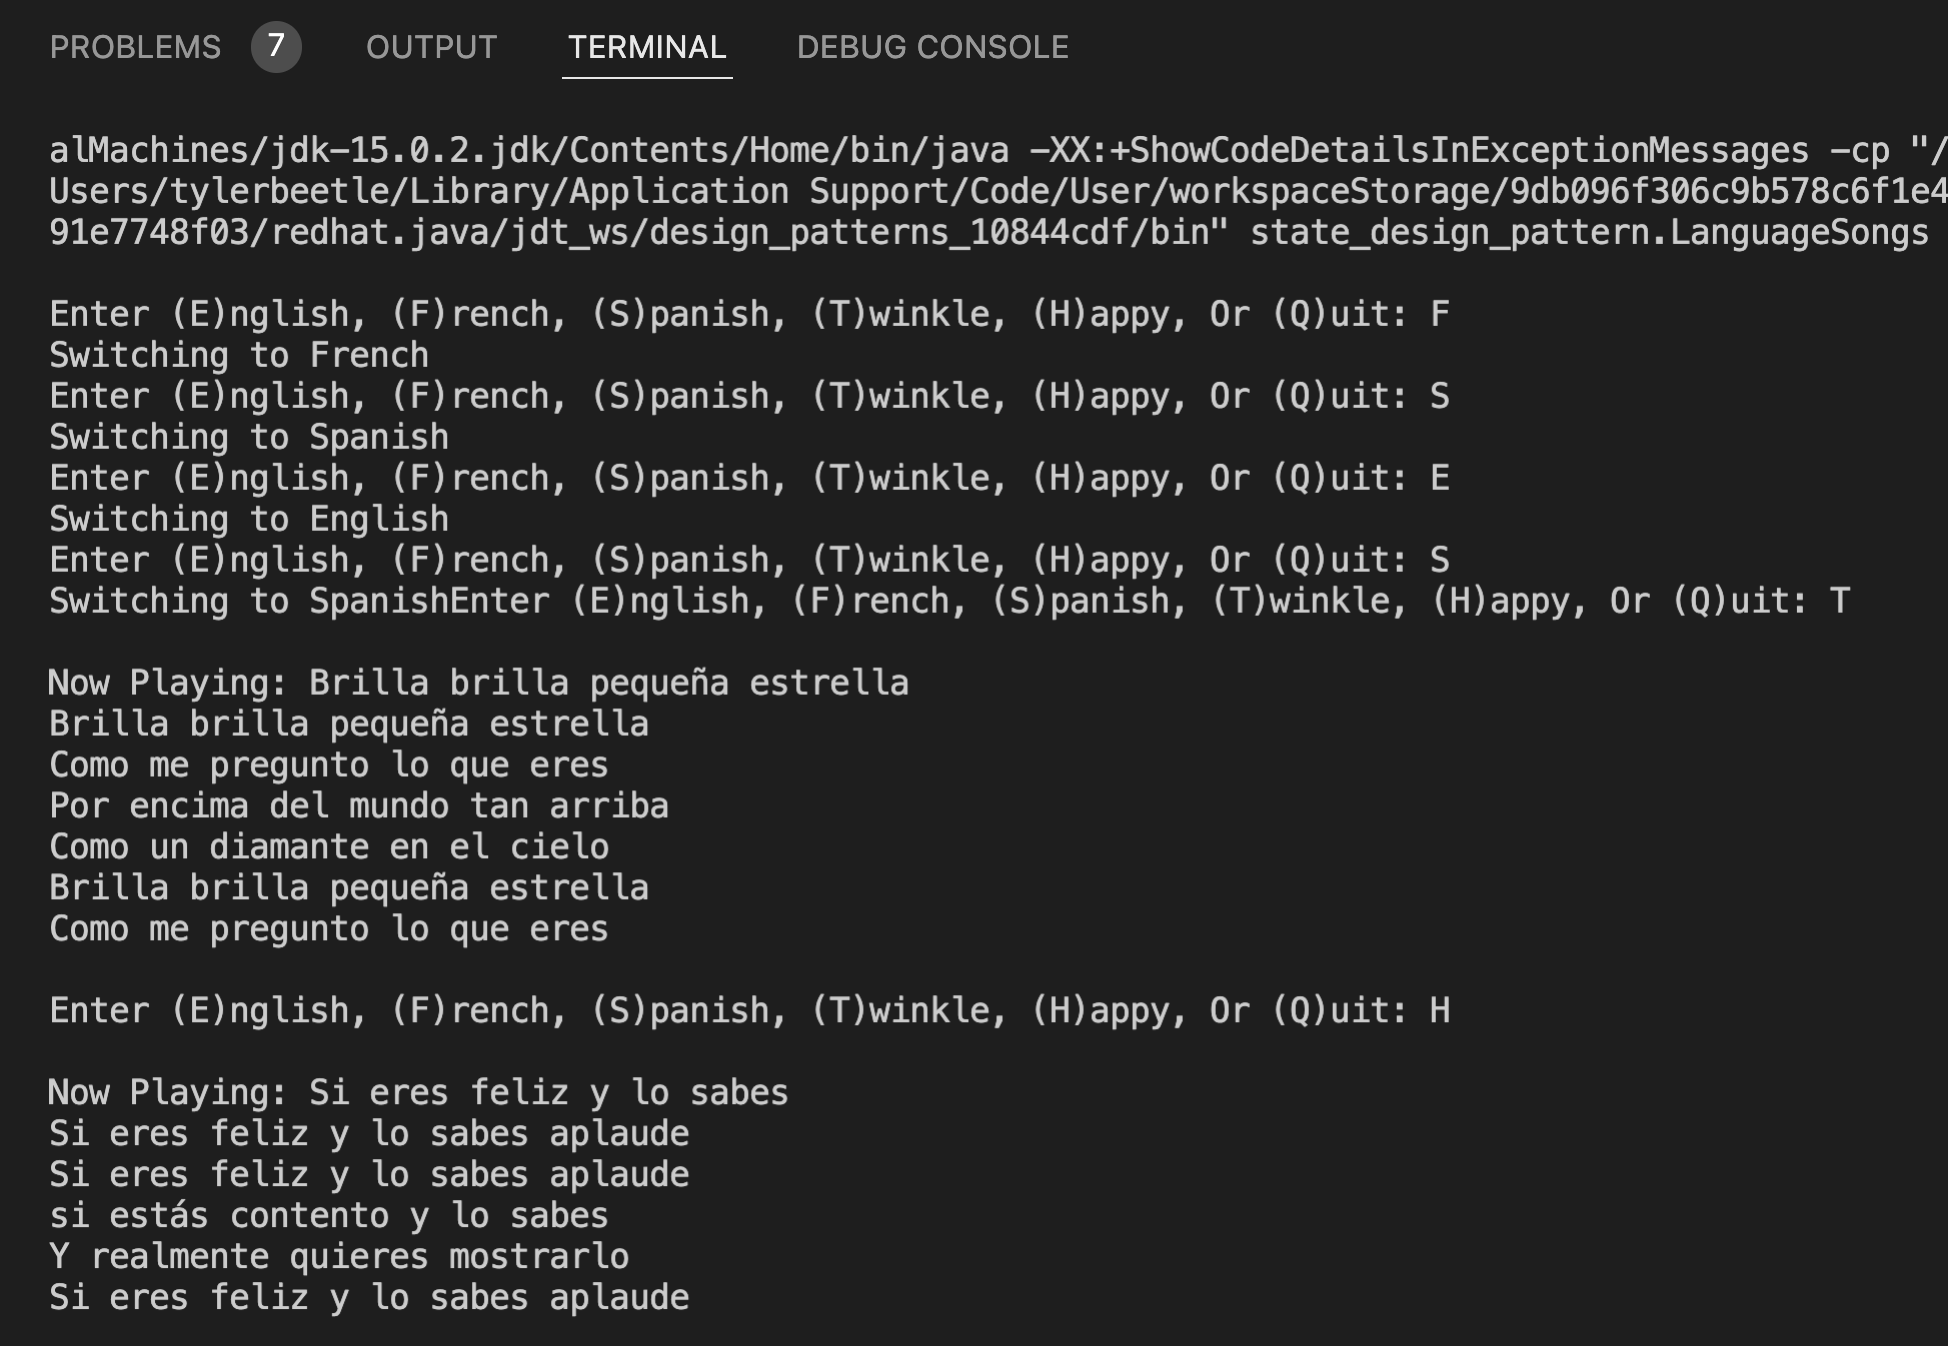 PROBLEMS 7 OUTPUT TERMINAL DEBUG CONSOLE
alMachines/jdk-15.0.2.jdk/Contents/Home/bin/java -XX:+ShowCodeDetailsInExceptionMessages -cp "/
Users/tylerbeetle/Library/Application Support/Code/User/workspaceStorage/9db096f306c9b578c6f1e4
91e7748f03/redhat.java/jdt_ws/design_patterns_10844cdf/bin" state_design_pattern.LanguageSongs
Enter (E)nglish, (F)rench, (S)panish, (T)winkle, (H)appy, Or (Q)uit: F
Switching to French
Enter (E)nglish, (F)rench, (S)panish, (T)winkle, (H)appy, Or (Q)uit: S
Switching to Spanish
Enter (E)nglish, (F)rench, (S)panish, (T)winkle, (H)appy, Or (Q)uit: E
Switching to English
Enter (E)nglish, (F)rench, (S)panish, (T)winkle, (H)appy, Or (Q)uit: S
Switching to SpanishEnter (E)nglish, (F)rench, (S)panish, (T)winkle, (H)appy, Or (Q)uit: T
Now Playing: Brilla brilla pequeña estrella
Brilla brilla pequeña estrella
Como me pregunto lo que eres
Por encima del mundo tan arriba
Como un diamante en el cielo
Brilla brilla pequeña estrella
Como me pregunto lo que eres
Enter (E)nglish, (F)rench, (S)panish, (T)winkle, (H)appy, Or (Q)uit: H
Now Playing: Si eres feliz y lo sabes
Si eres feliz y lo sabes aplaude
Si eres feliz y lo sabes aplaude
si estás contento y lo sabes
Y realmente quieres mostrarlo
Si eres feliz y lo sabes aplaude